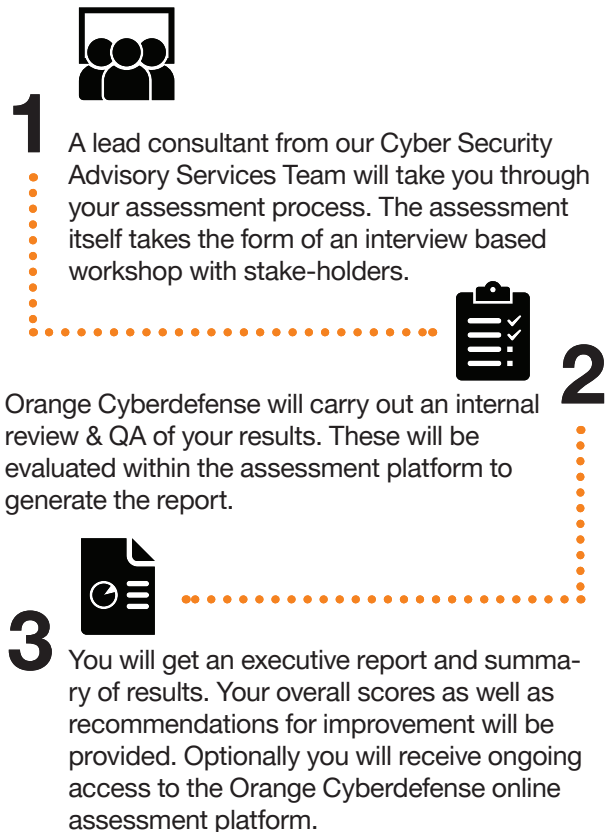 1
A lead consultant from our Cyber Security
Advisory Services Team will take you through
your assessment process. The assessment
itself takes the form of an interview based
workshop with stake-holders.
2
Orange Cyberdefense will carry out an internal
review & QA of your results. These will be
evaluated within the assessment platform to
generate the report.
3
You will get an executive report and summa-
ry of results. Your overall scores as well as
recommendations for improvement will be
provided. Optionally you will receive ongoing
access to the Orange Cyberdefense online
assessment platform.